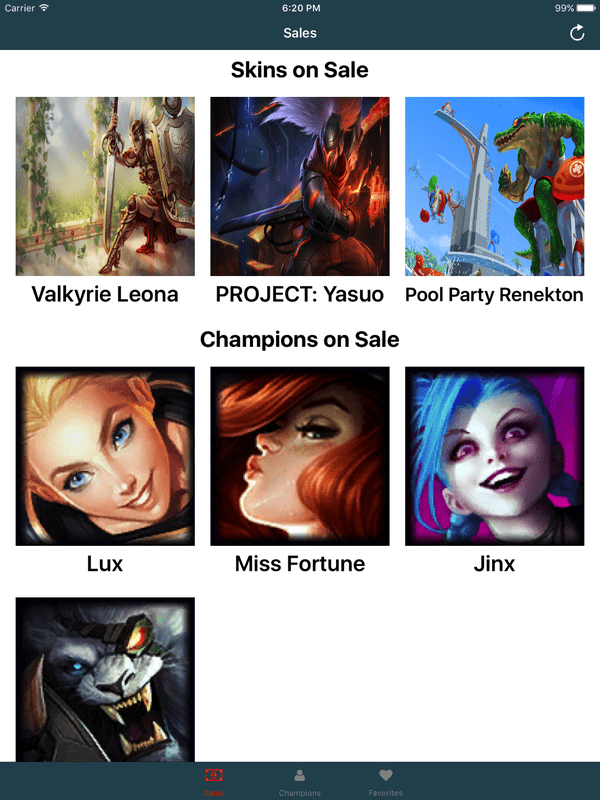 Carrier 6:20 PM 99%
Sales
Skins on Sale
Valkyrie Leona PROJECT: Yasuo Pool Party Renekton
Champions on Sale
Lux Miss Fortune Jinx
Sales Champions Favorites